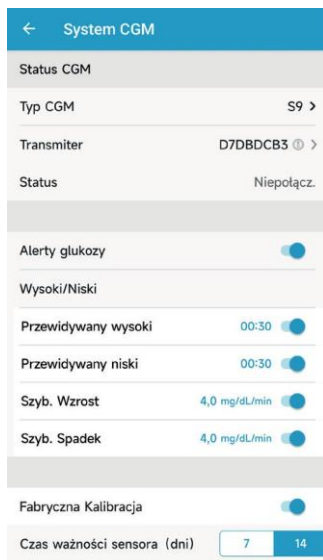 System CGM
Status CGM
Typ CGM S9 >
Transmiter D7DBDCB3 >
Status Niepołącz.
Alerty glukozy
Wysoki/Niski
Przewidywany wysoki 00:30
Przewidywany niski 00:30
Szyb. Wzrost 4,0 mg/dL/min
Szyb. Spadek 4,0 mg/dL/min
Fabryczna Kalibracja
Czas ważności sensora (dni) 7 14